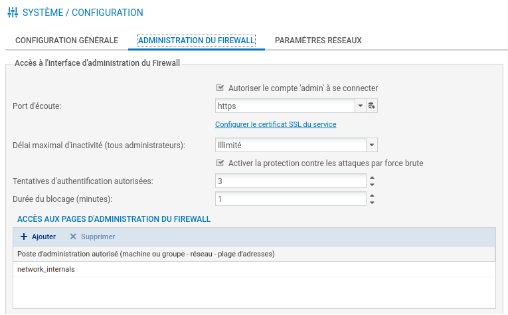 SYSTÈME / CONFIGURATION
CONFIGURATION GÉNÉRALE ADMINISTRATION DU FIREWALL PARAMÈTRES RÉSEAUX
Accès à l'interface d'administration du Firewall
Autoriser le compte 'admin' à se connecter
Port d'écoute: https
Configurer le certificat SSL du service
Délai maximal d'inactivité (tous administrateurs): Illimité
Activer la protection contre les attaques par force brute
Tentatives d'authentification autorisées: 3
Durée du blocage (minutes): 1
ACCÈS AUX PAGES D'ADMINISTRATION DU FIREWALL
Ajouter Supprimer
Poste d'administration autorisé (machine ou groupe - réseau - plage d'adresses)
network_internals